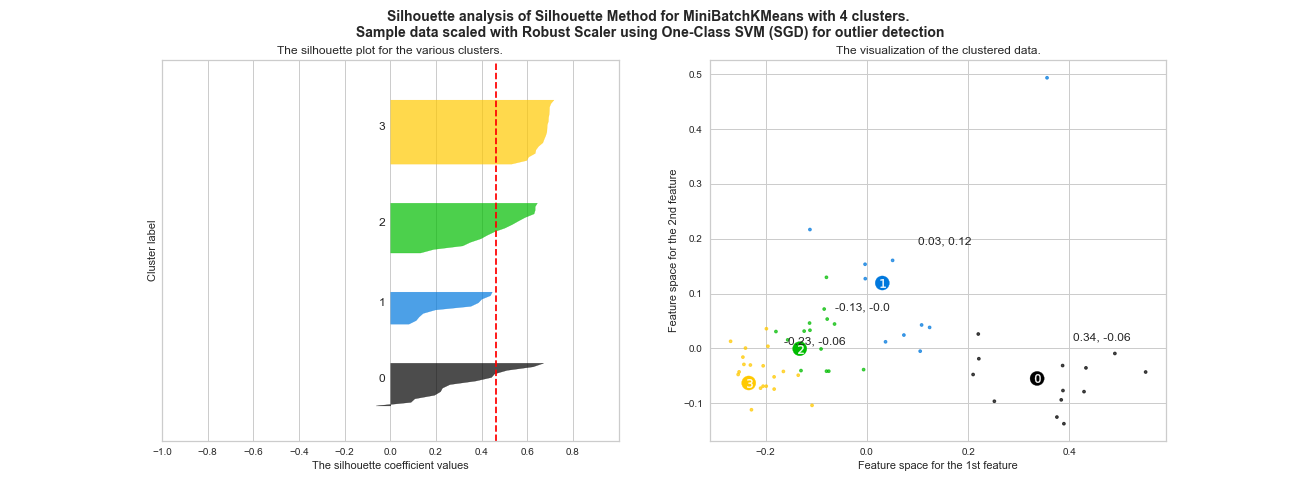 Silhouette analysis of Silhouette Method for MiniBatchKMeans with 4 clusters.
Sample data scaled with Robust Scaler using One-Class SVM (SGD) for outlier detection
The silhouette plot for the various clusters.
Cluster label
3
2
1
0
−1.0 −0.8 −0.6 −0.4 −0.2 0.0 0.2 0.4 0.6 0.8
The silhouette coefficient values
The visualization of the clustered data.
Feature space for the 2nd feature
0.5
0.4
0.3
0.2
0.1
0.0
−0.1
0.03, 0.12
1
-0.13, -0.0
0.34, -0.06
-0.23, -0.06
2
0
3
−0.2 0.0 0.2 0.4
Feature space for the 1st feature